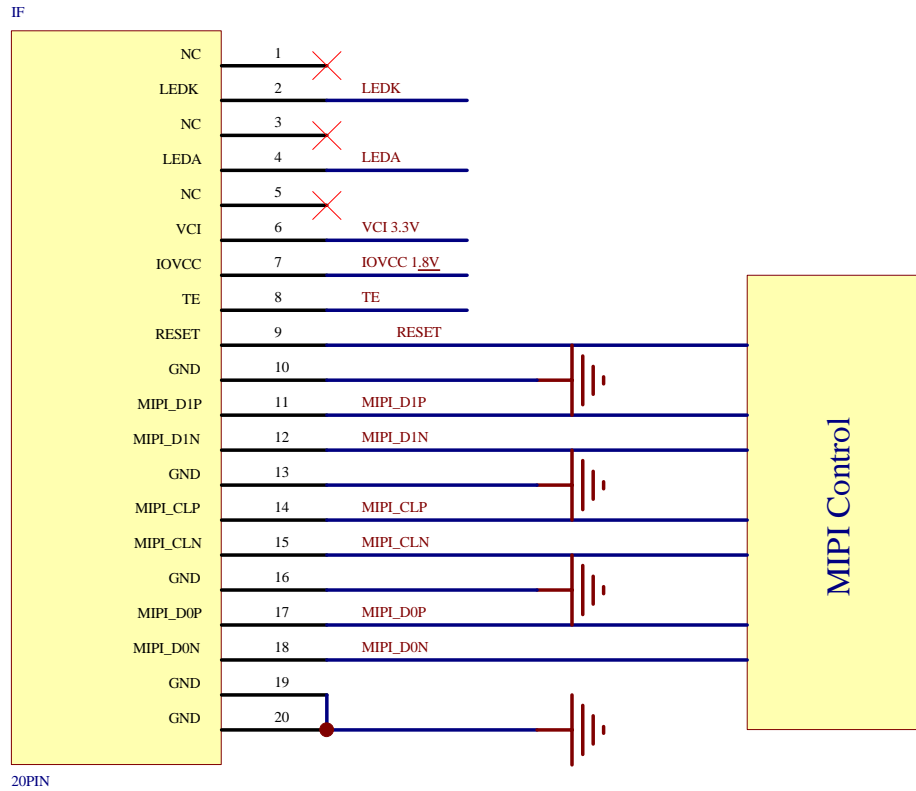 IF
NC 1
LEDK 2 LEDK
NC 3
LEDA 4 LEDA
NC 5
VCI 6 VCI 3.3V
IOVCC 7 IOVCC 1.8V
TE 8 TE
RESET 9 RESET
GND 10
MIPI_D1P 11 MIPI_D1P
MIPI_D1N 12 MIPI_D1N
GND 13
MIPI_CLP 14 MIPI_CLP
MIPI_CLN 15 MIPI_CLN
GND 16
MIPI_D0P 17 MIPI_D0P
MIPI_D0N 18 MIPI_D0N
GND 19
GND 20
20PIN
MIPI Control